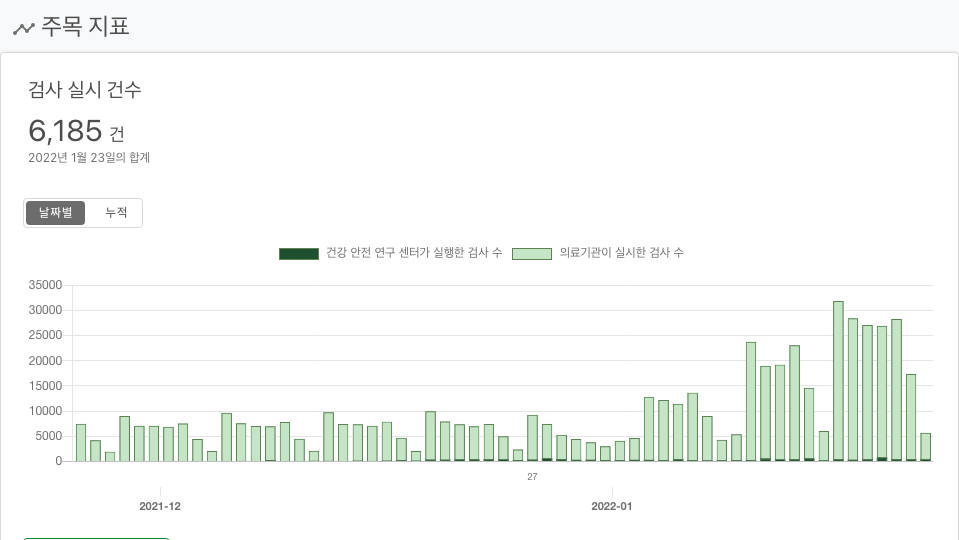 주목 지표
검사 실시 건수
6,185 건
2022년 1월 23일의 합계
날짜별 누적
건강 안전 연구 센터가 실행한 검사 수 의료기관이 실시한 검사 수
35000
30000
25000
20000
15000
10000
5000
0
27
2021-12 2022-01